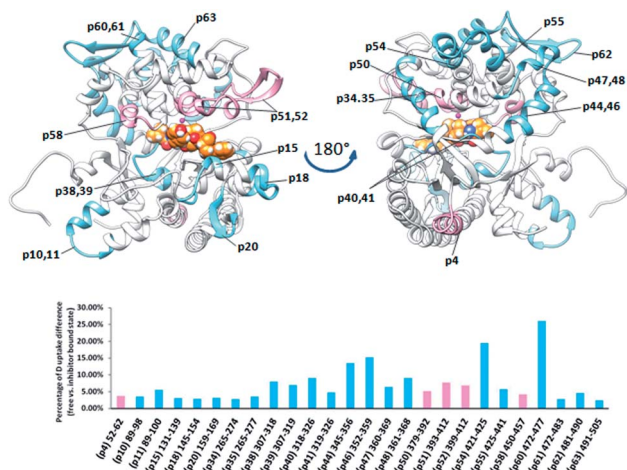 p60,61
p63
p51,52
p58
p15
p38,39
p18
p10,11
p20
180°
p55
p54
p62
p50
p47,48
p34.35
p44,46
p40,41
p4
Percentage of D uptake difference
(free vs. inhibitor bound state)
30.00%
25.00%
20.00%
15.00%
10.00%
5.00%
0.00%
(p4) 52-62
(p10) 89-98
(p11) 89-100
(p15) 131-139
(p18) 145-154
(p20) 159-169
(p34) 265-274
(p35) 265-277
(p38) 307-318
(p39) 307-319
(p40) 318-326
(p41) 319-326
(p44) 345-356
(p46) 352-359
(p47) 360-369
(p48) 361-368
(p50) 379-392
(p51) 393-412
(p52) 399-412
(p54) 421-425
(p55) 425-441
(p58) 450-457
(p60) 472-477
(p61) 472-483
(p62) 481-490
(p63) 491-505